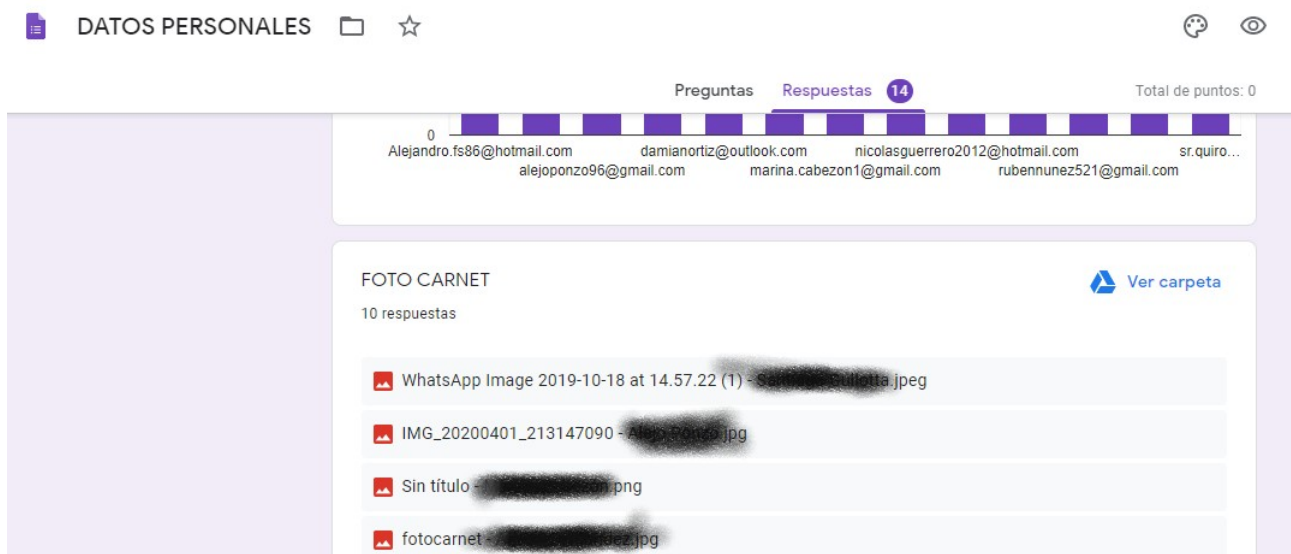 DATOS PERSONALES
Preguntas Respuestas 14 Total de puntos: 0
0
Alejandro.fs86@hotmail.com damianortiz@outlook.com nicolasguerrero2012@hotmail.com sr.quiro...
alejoponzo96@gmail.com marina.cabezon1@gmail.com rubennunez521@gmail.com
FOTO CARNET Ver carpeta
10 respuestas
WhatsApp Image 2019-10-18 at 14.57.22 (1) - .jpeg
IMG_20200401_213147090 - .jpg
Sin título - .png
fotocarnet - .jpg